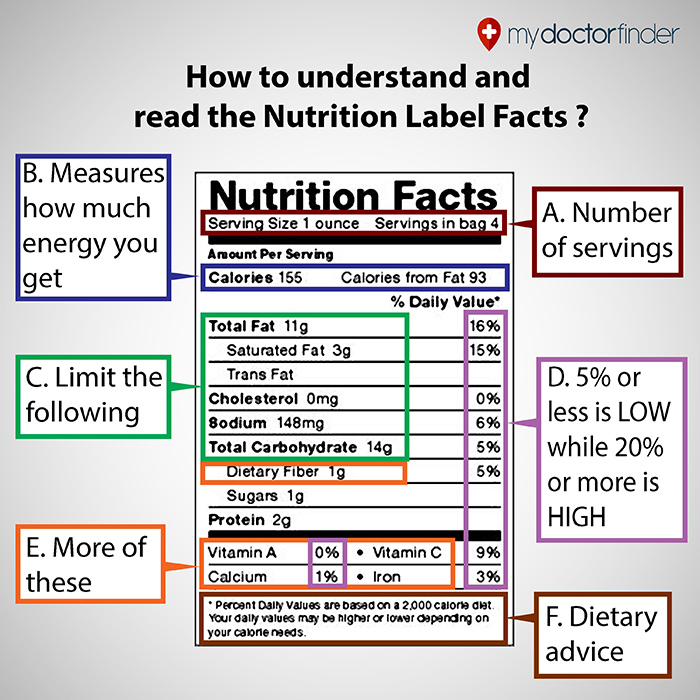 mydoctorfinder
How to understand and
read the Nutrition Label Facts ?
B. Measures
how much
energy you
get
A. Number
of servings
C. Limit the
following
D. 5% or
less is LOW
while 20%
or more is
HIGH
E. More of
these
F. Dietary
advice
Nutrition Facts
Serving Size 1 ounce Servings in bag 4
Amount Per Serving
Calories 155 Calories from Fat 93
% Daily Value*
Total Fat 11g 16%
Saturated Fat 3g 15%
Trans Fat
Cholesterol 0mg 0%
Sodium 148mg 6%
Total Carbohydrate 14g 5%
Dietary Fiber 1g 5%
Sugars 1g
Protein 2g
Vitamin A 0% • Vitamin C 9%
Calcium 1% • Iron 3%
* Percent Daily Values are based on a 2,000 calorie diet.
Your daily values may be higher or lower depending on
your calorie needs.